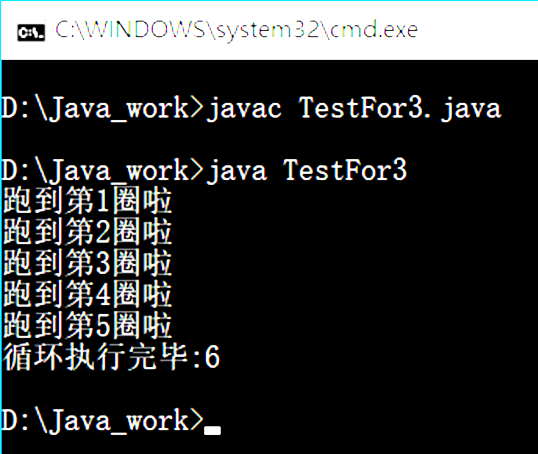 C:\WINDOWS\system32\cmd.exe
D:\Java_work>javac TestFor3.java
D:\Java_work>java TestFor3
跑到第1圈啦
跑到第2圈啦
跑到第3圈啦
跑到第4圈啦
跑到第5圈啦
循环执行完毕:6
D:\Java_work>